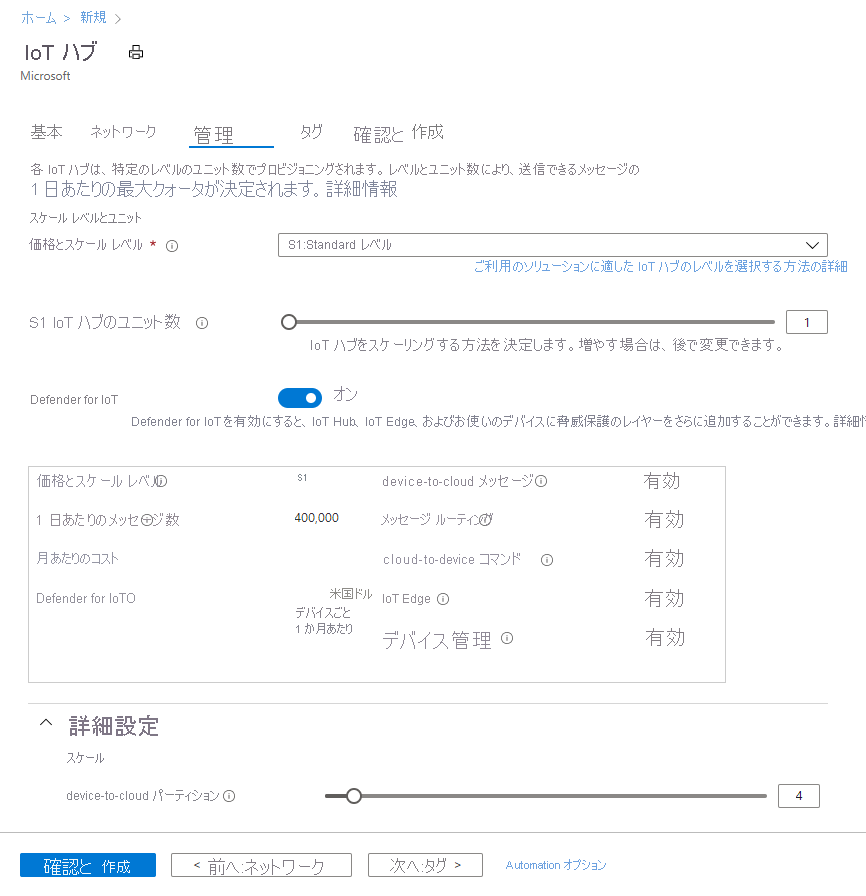 ホーム > 新規 >
IoT ハブ
Microsoft
基本 ネットワーク 管理 タグ 確認と 作成
各 IoT ハブは、特定のレベルのユニット数でプロビジョニングされます。レベルとユニット数により、送信できるメッセージの
1 日あたりの最大クォータが決定されます。詳細情報
スケール レベルとユニット
価格とスケール レベル *
S1:Standard レベル
ご利用のソリューションに適した IoT ハブのレベルを選択する方法の詳細
S1 IoT ハブのユニット数 1
IoT ハブをスケーリングする方法を決定します。増やす場合は、後で変更できます。
Defender for IoT オン
Defender for IoTを有効にすると、IoT Hub、IoT Edge、およびお使いのデバイスに脅威保護のレイヤーをさらに追加することができます。詳細情
価格とスケール レベル S1 device-to-cloud メッセージ 有効
1 日あたりのメッセージ数 400,000 メッセージ ルーティング 有効
月あたりのコスト cloud-to-device コマンド 有効
Defender for IoTO 米国ドル IoT Edge 有効
デバイスごと
1 か月あたり デバイス管理 有効
詳細設定
スケール
device-to-cloud パーティション 4
確認と 作成 < 前へ:ネットワーク 次へ:タグ > Automation オプション